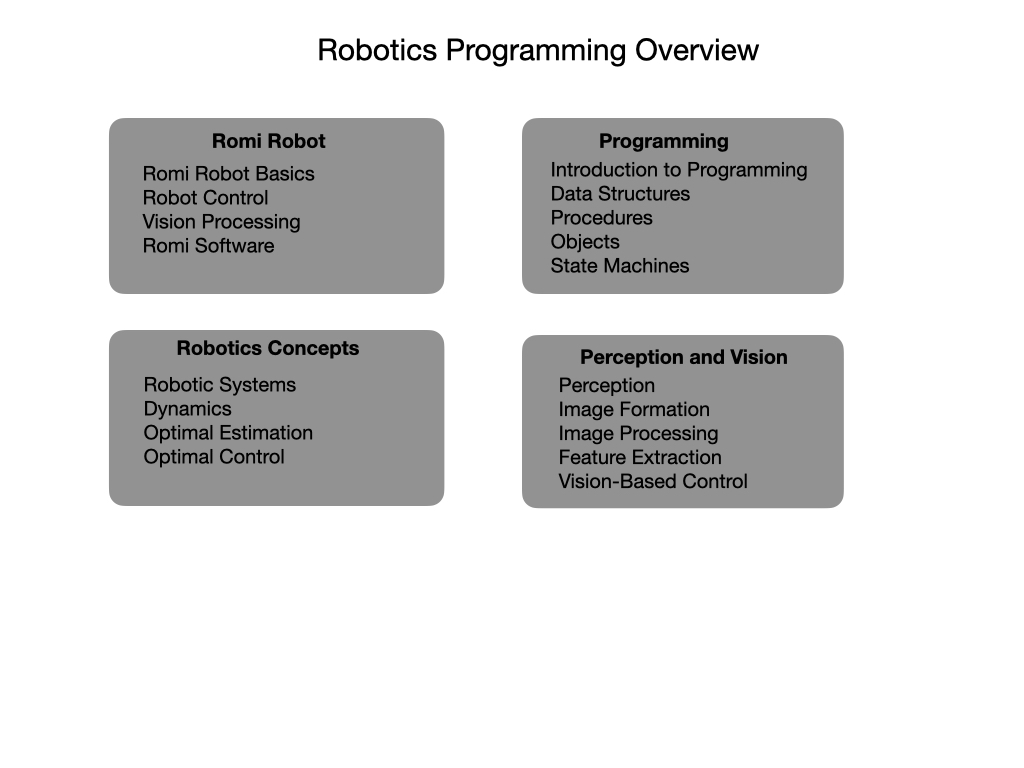 Robotics Programming Overview
Romi Robot
Romi Robot Basics
Robot Control
Vision Processing
Romi Software
Programming
Introduction to Programming
Data Structures
Procedures
Objects
State Machines
Robotics Concepts
Robotic Systems
Dynamics
Optimal Estimation
Optimal Control
Perception and Vision
Perception
Image Formation
Image Processing
Feature Extraction
Vision-Based Control